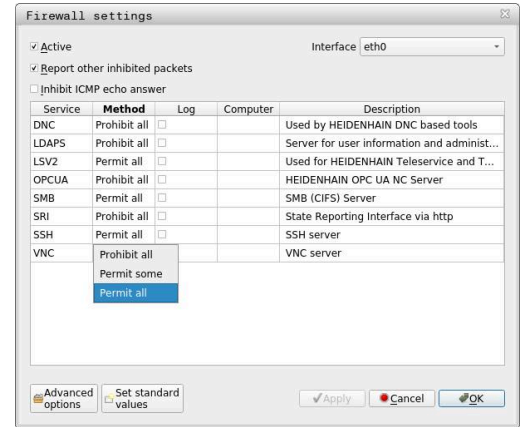 Firewall settings
Active
Interface eth0
Report other inhibited packets
Inhibit ICMP echo answer
Service Method Log Computer Description
DNC Prohibit all Used by HEIDENHAIN DNC based tools
LDAPS Prohibit all Server for user information and administ...
LSV2 Permit all Used for HEIDENHAIN Teleservice and T...
OPCUA Prohibit all HEIDENHAIN OPC UA NC Server
SMB Permit all SMB (CIFS) Server
SRI Prohibit all State Reporting Interface via http
SSH Permit all SSH server
VNC Prohibit all VNC server
Permit some
Permit all
Advanced options
Set standard values
Apply
Cancel
OK